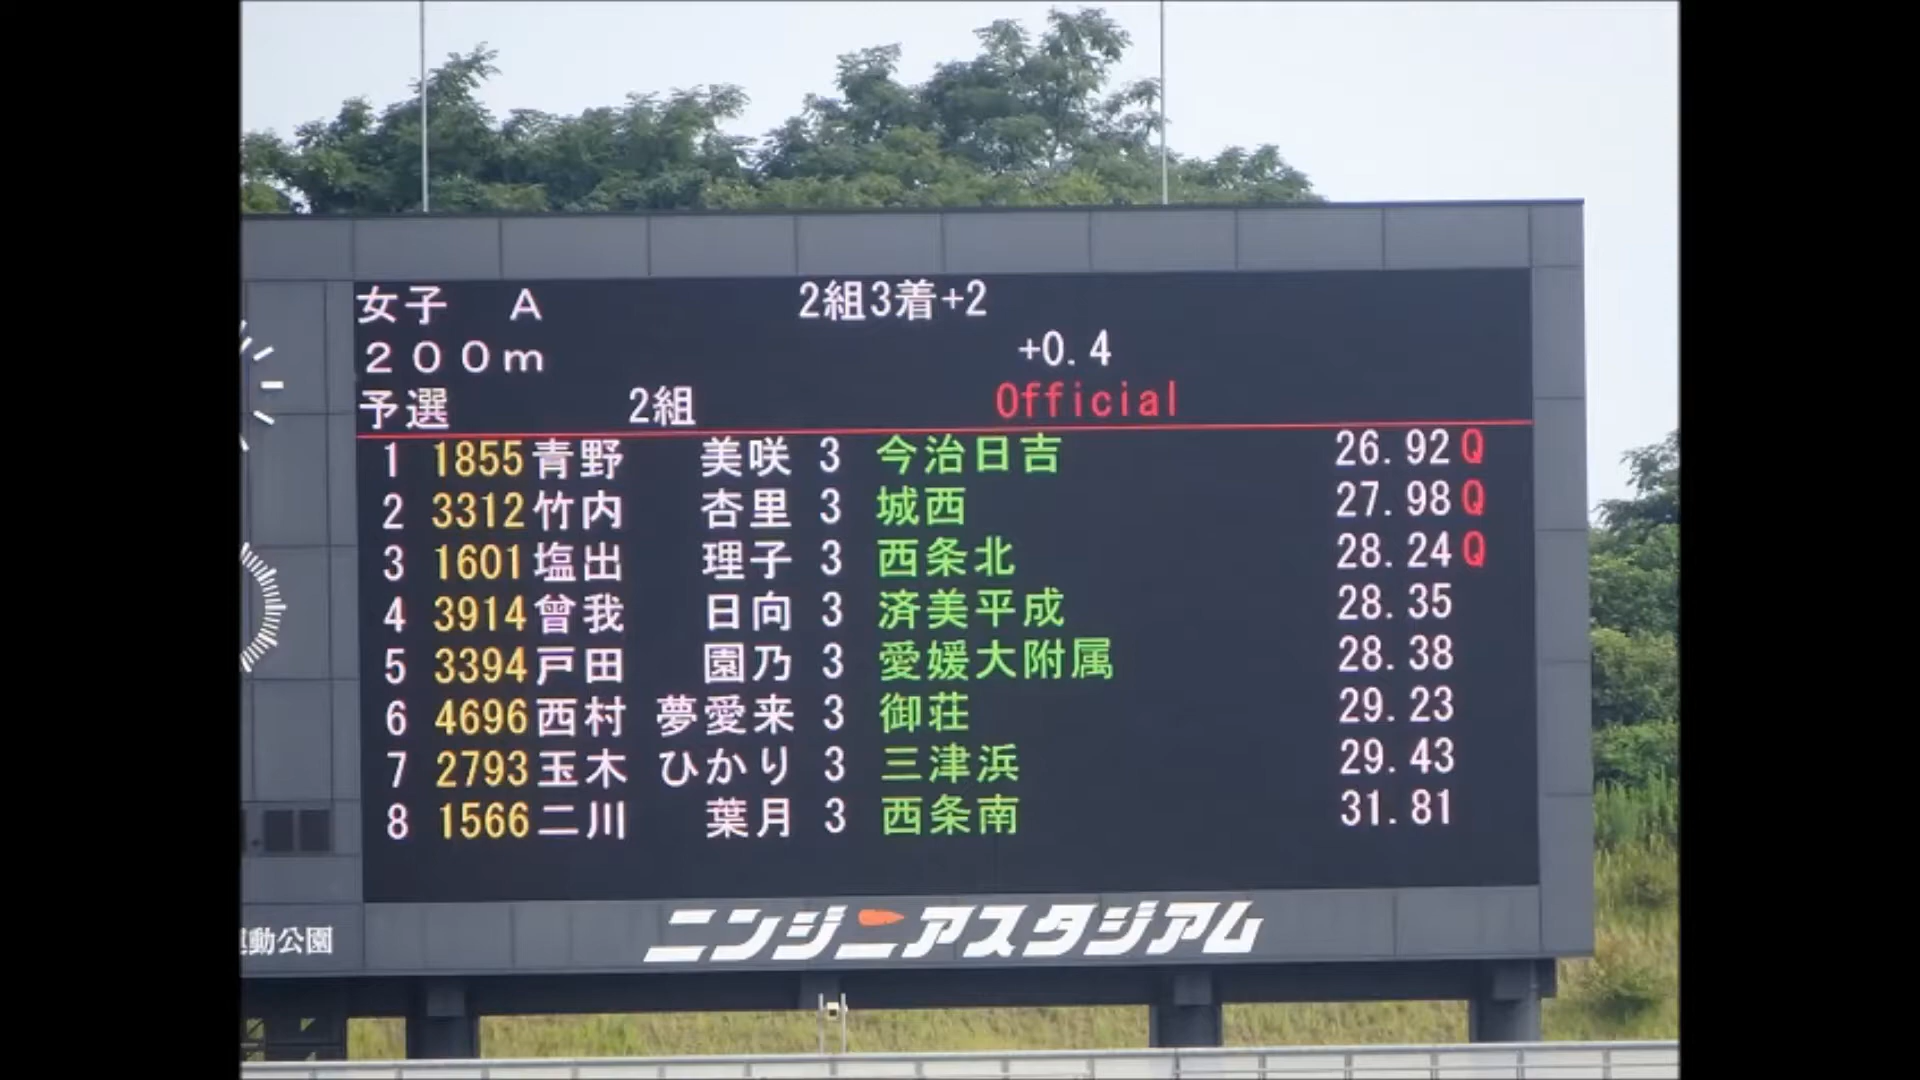 女子 A 2組3着+2
200m +0.4
予選 2組 Official
1 1855 青野 美咲 3 今治日吉 26.92 Q
2 3312 竹内 杏里 3 城西 27.98 Q
3 1601 塩出 理子 3 西条北 28.24 Q
4 3914 曽我 日向 3 済美平成 28.35
5 3394 戸田 園乃 3 愛媛大附属 28.38
6 4696 西村 夢愛来 3 御荘 29.23
7 2793 玉木 ひかり 3 三津浜 29.43
8 1566 二川 葉月 3 西条南 31.81
動公園
ニンジニアスタジアム